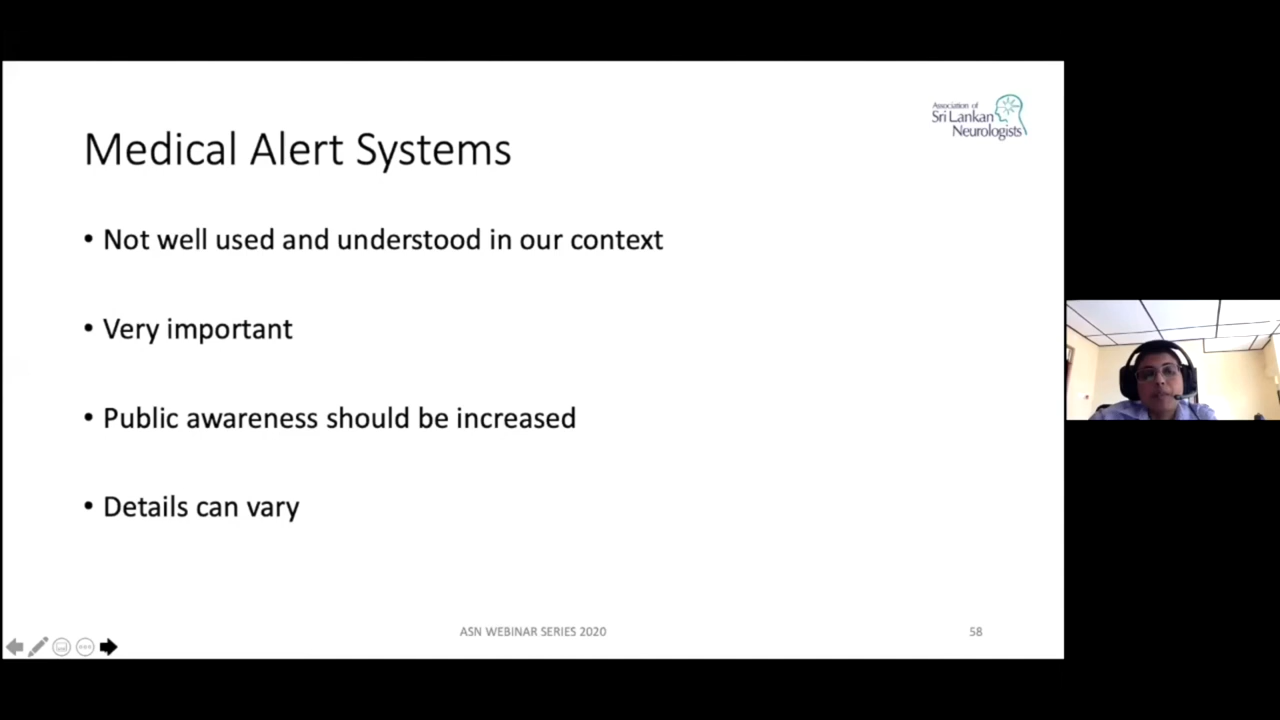 Association of
Sri Lankan
Neurologists
Medical Alert Systems
• Not well used and understood in our context
• Very important
• Public awareness should be increased
• Details can vary
ASN WEBINAR SERIES 2020
58